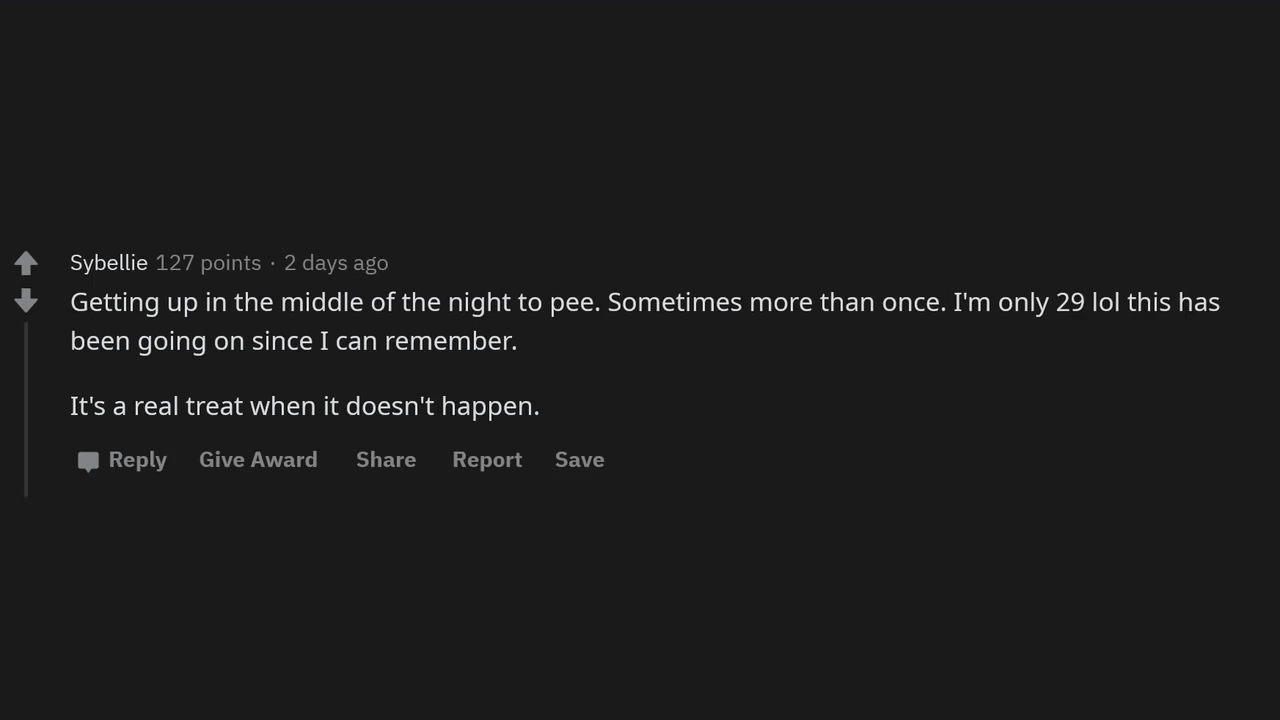 Sybellie 127 points · 2 days ago
Getting up in the middle of the night to pee. Sometimes more than once. I'm only 29 lol this has
been going on since I can remember.
It's a real treat when it doesn't happen.
Reply Give Award Share Report Save